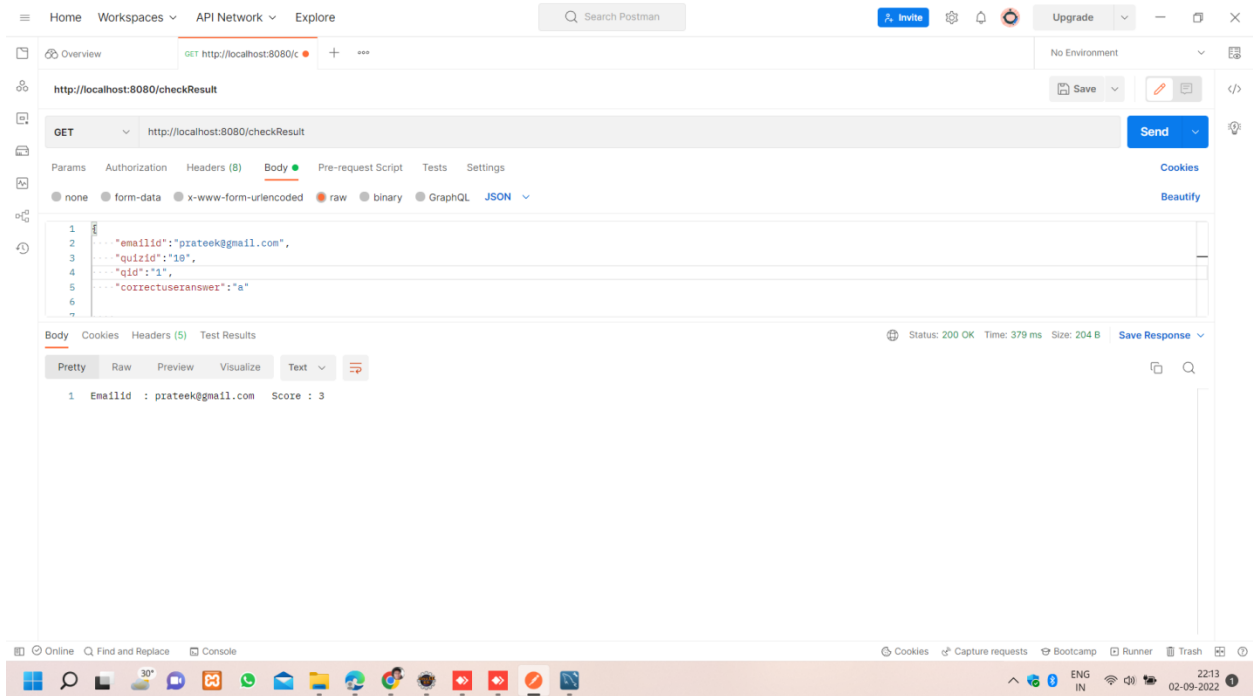 Home Workspaces API Network Explore Search Postman Invite Upgrade
Overview GET http://localhost:8080/c No Environment
http://localhost:8080/checkResult Save
GET http://localhost:8080/checkResult Send
Params Authorization Headers (8) Body Pre-request Script Tests Settings Cookies
none form-data x-www-form-urlencoded raw binary GraphQL JSON Beautify
1 {
2 "emailid":"prateek@gmail.com",
3 "quizid":"10",
4 "qid":"1",
5 "correctuseranswer":"a"
6
7
Body Cookies Headers (5) Test Results Status: 200 OK Time: 379 ms Size: 204 B Save Response
Pretty Raw Preview Visualize Text
1 Emailid : prateek@gmail.com Score : 3
Online Find and Replace Console Cookies Capture requests Bootcamp Runner Trash
30° ENG 22:13
IN 02-09-2022 1